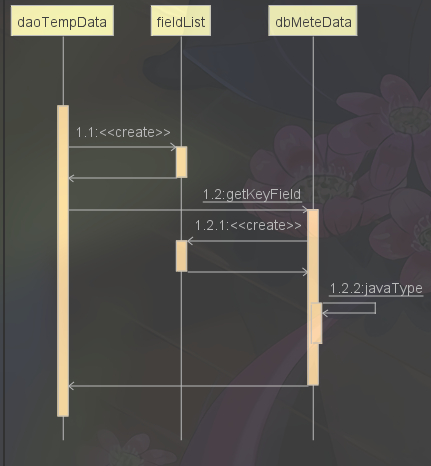 daoTempData fieldList dbMeteData
1.1:<<create>>
1.2:getKeyField
1.2.1:<<create>>
1.2.2:javaType